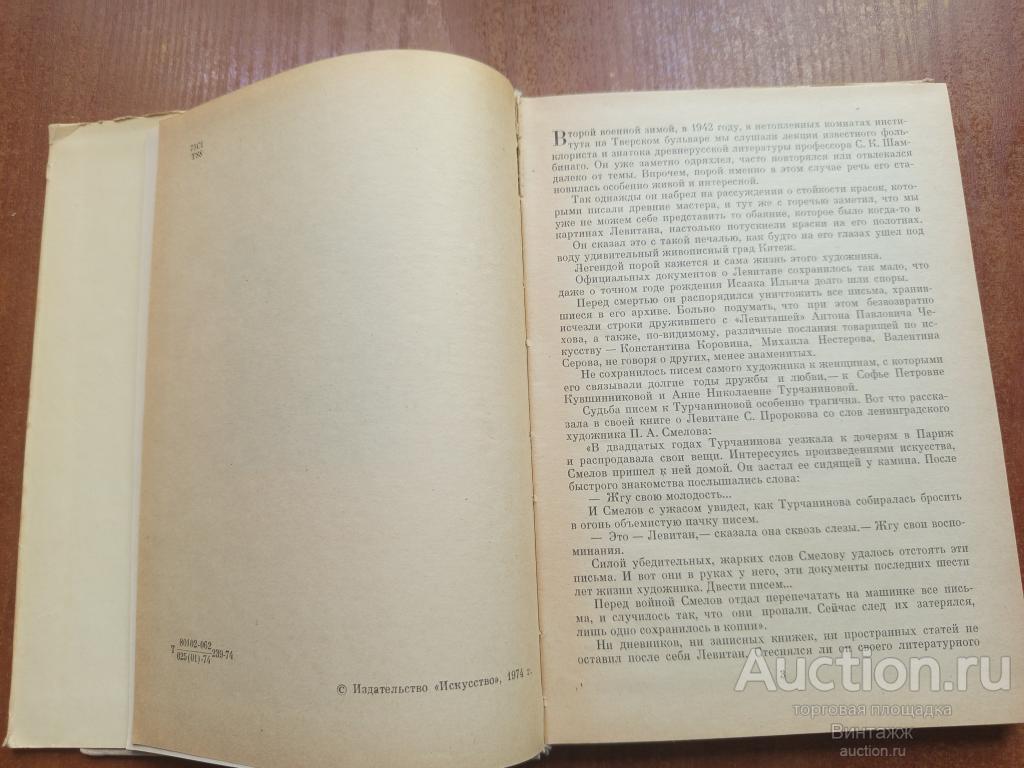 75С1
Т88
Т 80102-062 239-74
025(01)-74
© Издательство «Искусство», 1974 г.
Второй военной зимой, в 1942 году, в нетопленных комнатах инсти-
тута на Тверском бульваре мы слушали лекции известного фоль-
клориста и знатока древнерусской литературы профессора С. К. Шам-
бинаго. Он уже заметно одряхлел, часто повторялся или отвлекался
далеко от темы. Впрочем, порой именно в этом случае речь его ста-
новилась особенно живой и интересной.
Так однажды он набрел на рассуждения о стойкости красок, кото-
рыми писали древние мастера, и тут же с горечью заметил, что мы
уже не можем себе представить то обаяние, которое было когда-то в
картинах Левитана, настолько потускнели краски на его полотнах.
Он сказал это с такой печалью, как будто на его глазах ушел под
воду удивительный живописный град Китеж.
Легендой порой кажется и сама жизнь этого художника.
Официальных документов о Левитане сохранилось так мало, что
даже о точном годе рождения Исаака Ильича долго шли споры.
Перед смертью он распорядился уничтожить все письма, хранив-
шиеся в его архиве. Больно подумать, что при этом безвозвратно
исчезли строки дружившего с «Левиташей» Антона Павловича Че-
хова, а также, по-видимому, различные послания товарищей по ис-
кусству — Константина Коровина, Михаила Нестерова, Валентина
Серова, не говоря о других, менее знаменитых.
Не сохранилось писем самого художника к женщинам, с которыми
его связывали долгие годы дружбы и любви,— к Софье Петровне
Кувшинниковой и Анне Николаевне Турчаниновой.
Судьба писем к Турчаниновой особенно трагична. Вот что расска-
зала в своей книге о Левитане С. Пророкова со слов ленинградского
художника П. А. Смелова:
«В двадцатых годах Турчанинова уезжала к дочерям в Париж
и распродавала свои вещи. Интересуясь произведениями искусства,
Смелов пришел к ней домой. Он застал ее сидящей у камина. После
быстрого знакомства послышались слова:
— Жгу свою молодость...
И Смелов с ужасом увидел, как Турчанинова собиралась бросить
в огонь объемистую пачку писем.
— Это — Левитан,— сказала она сквозь слезы.— Жгу свои воспо-
минания.
Силой убедительных, жарких слов Смелову удалось отстоять эти
письма. И вот они в руках у него, эти документы последних шести
лет жизни художника. Двести писем...
Перед войной Смелов отдал перепечатать на машинке все пись-
ма, и случилось так, что они пропали. Сейчас след их затерялся,
лишь одно сохранилось в копии».
Ни дневников, ни записных книжек, ни пространных статей не
оставил после себя Левитан. Стеснялся ли он своего литературного
3
Auction.ru
торговая площадка
Винтажж
auction.ru